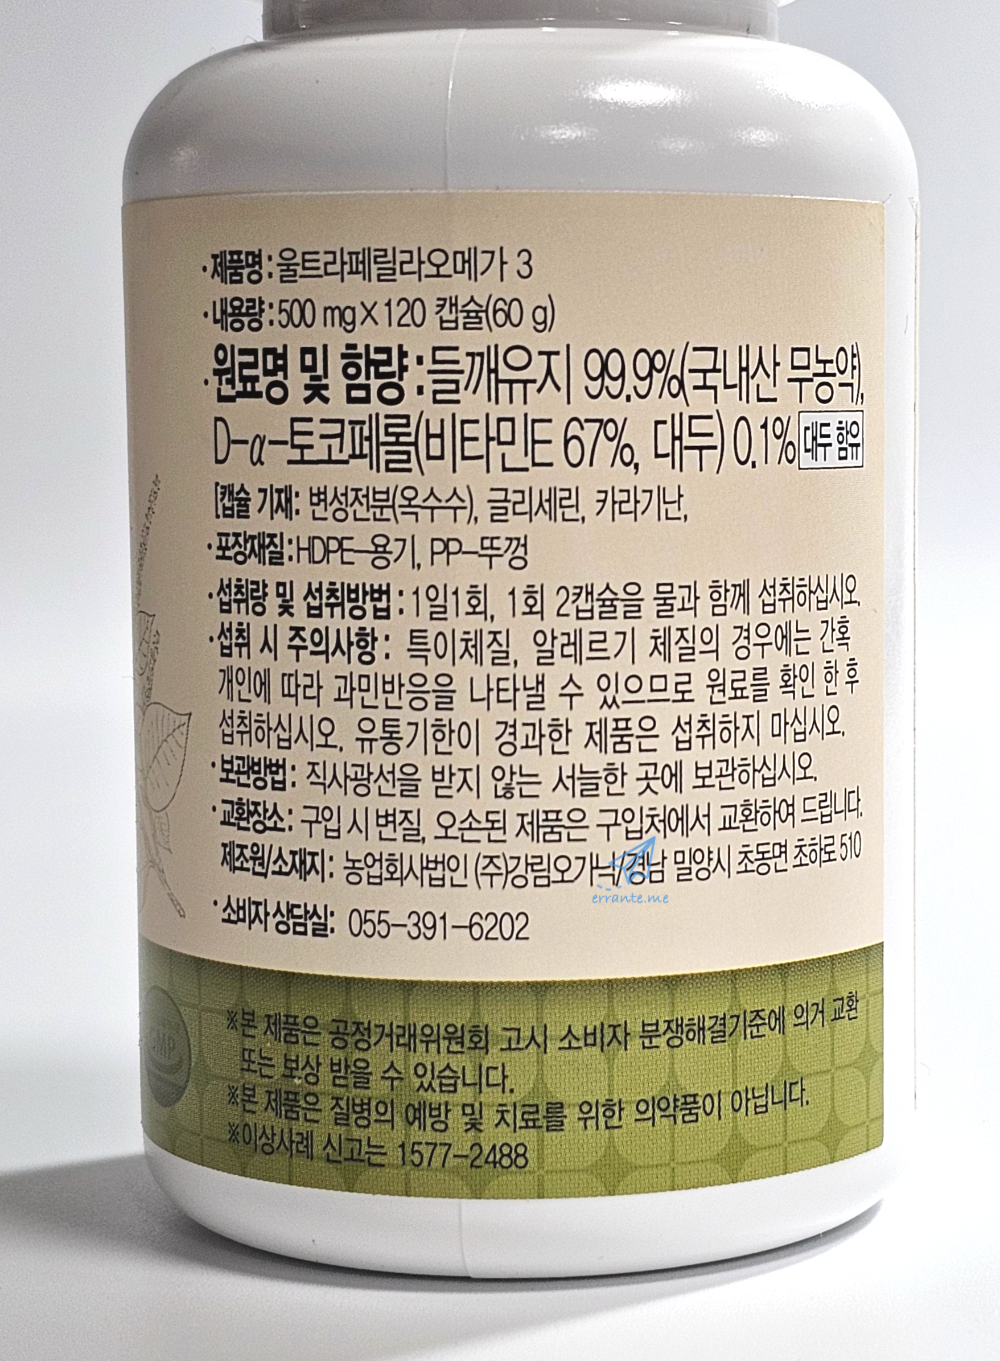 ·제품명:울트라페릴라오메가 3
·내용량:500 mg×120 캡슐(60 g)
·원료명 및 함량:들깨유지 99.9%(국내산 무농약),
D-α-토코페롤(비타민E 67%, 대두) 0.1% 대두 함유
[캡슐 기재: 변성전분(옥수수), 글리세린, 카라기난,
·포장재질:HDPE-용기, PP-뚜껑
·섭취량 및 섭취방법:1일1회, 1회 2캡슐을 물과 함께 섭취하십시오.
·섭취 시 주의사항: 특이체질, 알레르기 체질의 경우에는 간혹
개인에 따라 과민반응을 나타낼 수 있으므로 원료를 확인 한 후
섭취하십시오. 유통기한이 경과한 제품은 섭취하지 마십시오.
·보관방법: 직사광선을 받지 않는 서늘한 곳에 보관하십시오.
·교환장소: 구입 시 변질, 오손된 제품은 구입처에서 교환하여 드립니다.
제조원/소재지: 농업회사법인 (주)강림오가닉/경남 밀양시 초동면 초하로 510
errante.me
·소비자 상담실: 055-391-6202
※본 제품은 공정거래위원회 고시 소비자 분쟁해결기준에 의거 교환
또는 보상 받을 수 있습니다.
※본 제품은 질병의 예방 및 치료를 위한 의약품이 아닙니다.
※이상사례 신고는 1577-2488